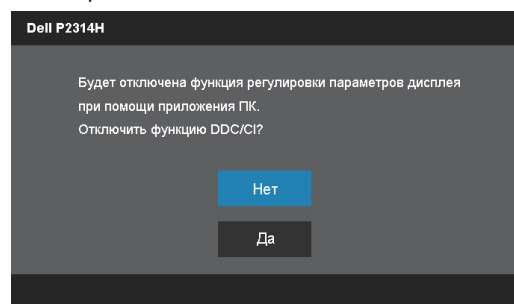 Dell P2314H
Будет отключена функция регулировки параметров дисплея
при помощи приложения ПК.
Отключить функцию DDC/CI?
Нет
Да